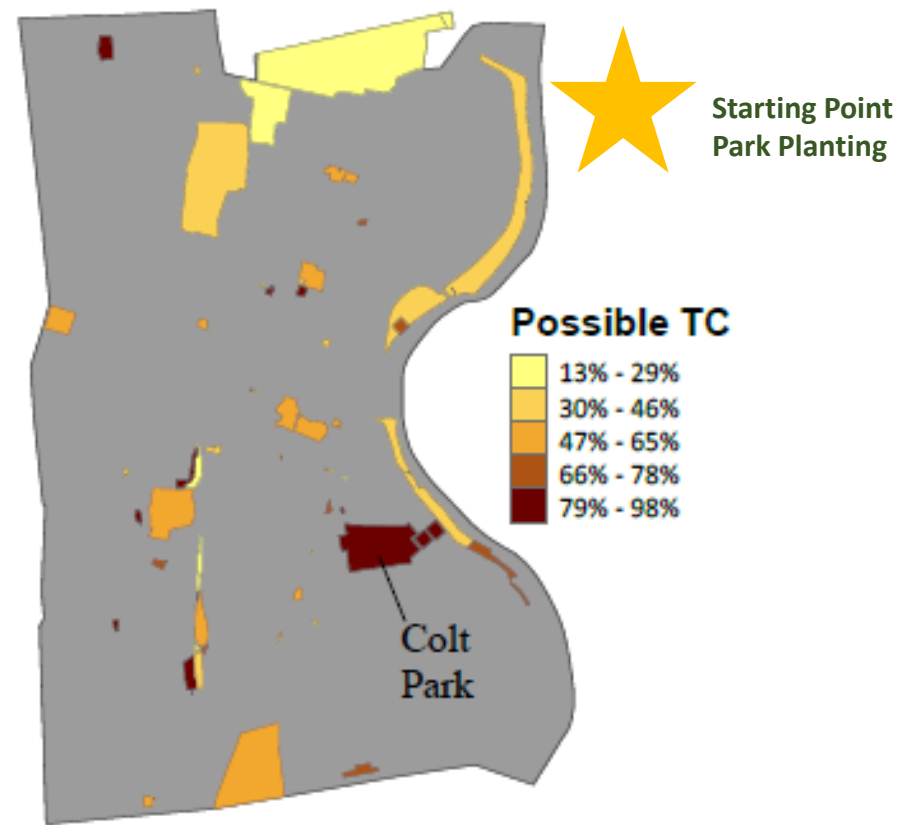 Starting Point
Park Planting
Possible TC
13% - 29%
30% - 46%
47% - 65%
66% - 78%
79% - 98%
Colt
Park